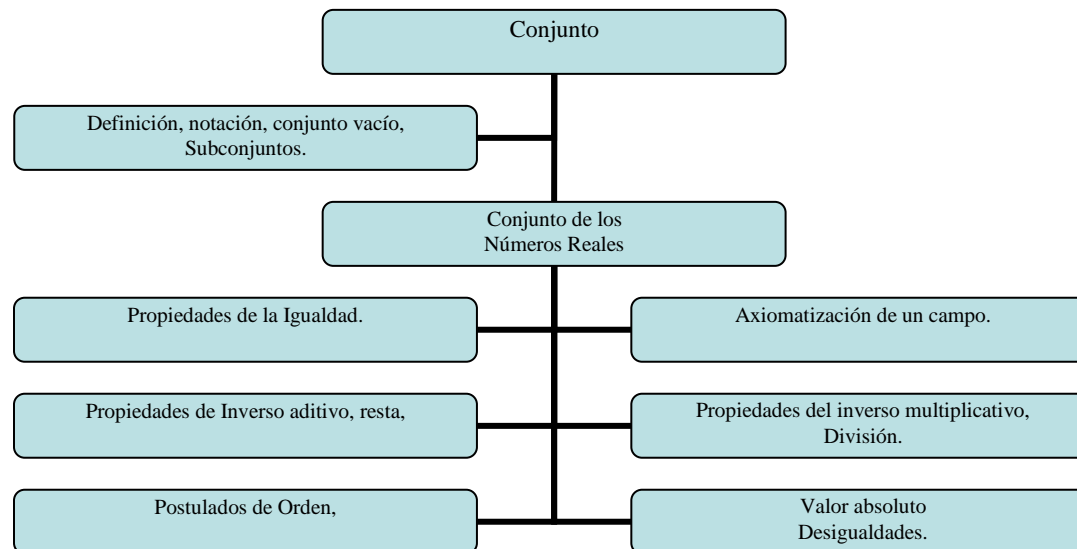 Conjunto
Definición, notación, conjunto vacío,
Subconjuntos.
Conjunto de los
Números Reales
Propiedades de la Igualdad.
Axiomatización de un campo.
Propiedades de Inverso aditivo, resta,
Propiedades del inverso multiplicativo,
División.
Postulados de Orden,
Valor absoluto
Desigualdades.